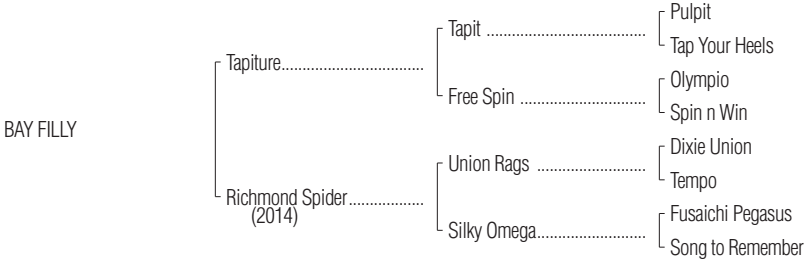 Pulpit
Tapit ....................................
Tap Your Heels
Tapiture................................
Olympio
Free Spin ............................
Spin n Win
BAY FILLY
Dixie Union
Union Rags ........................
Tempo
Richmond Spider.................
(2014)
Fusaichi Pegasus
Silky Omega........................
Song to Remember